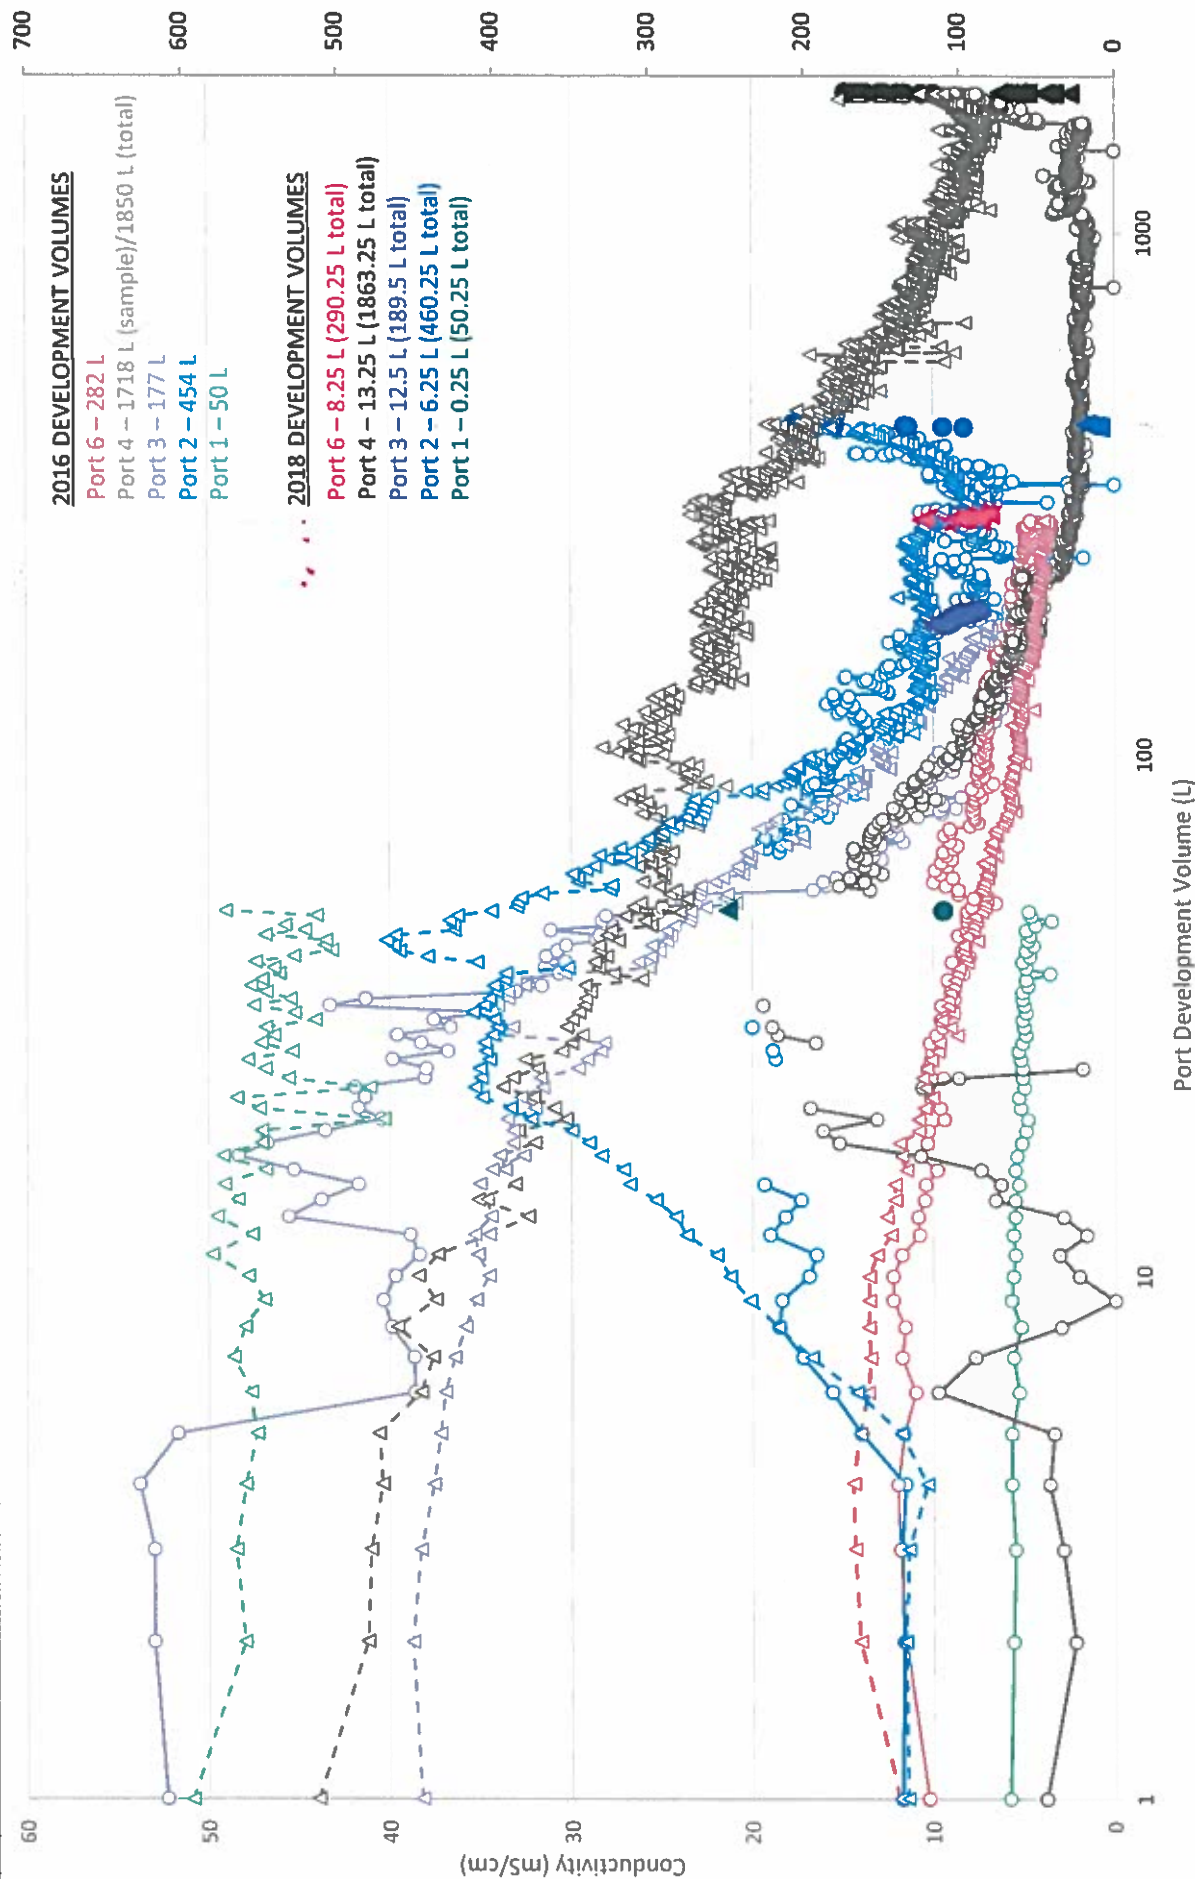 2016 DEVELOPMENT VOLUMES
Port 6 – 282 L
Port 4 – 1718 L (sample)/1850 L (total)
Port 3 – 177 L
Port 2 – 454 L
Port 1 – 50 L
2018 DEVELOPMENT VOLUMES
Port 6 – 8.25 L (290.25 L total)
Port 4 – 13.25 L (1863.25 L total)
Port 3 – 12.5 L (189.5 L total)
Port 2 – 6.25 L (460.25 L total)
Port 1 – 0.25 L (50.25 L total)
Conductivity (mS/cm)
60
50
40
30
20
10
0
700
600
500
400
300
200
100
0
1
10
100
1000
Port Development Volume (L)